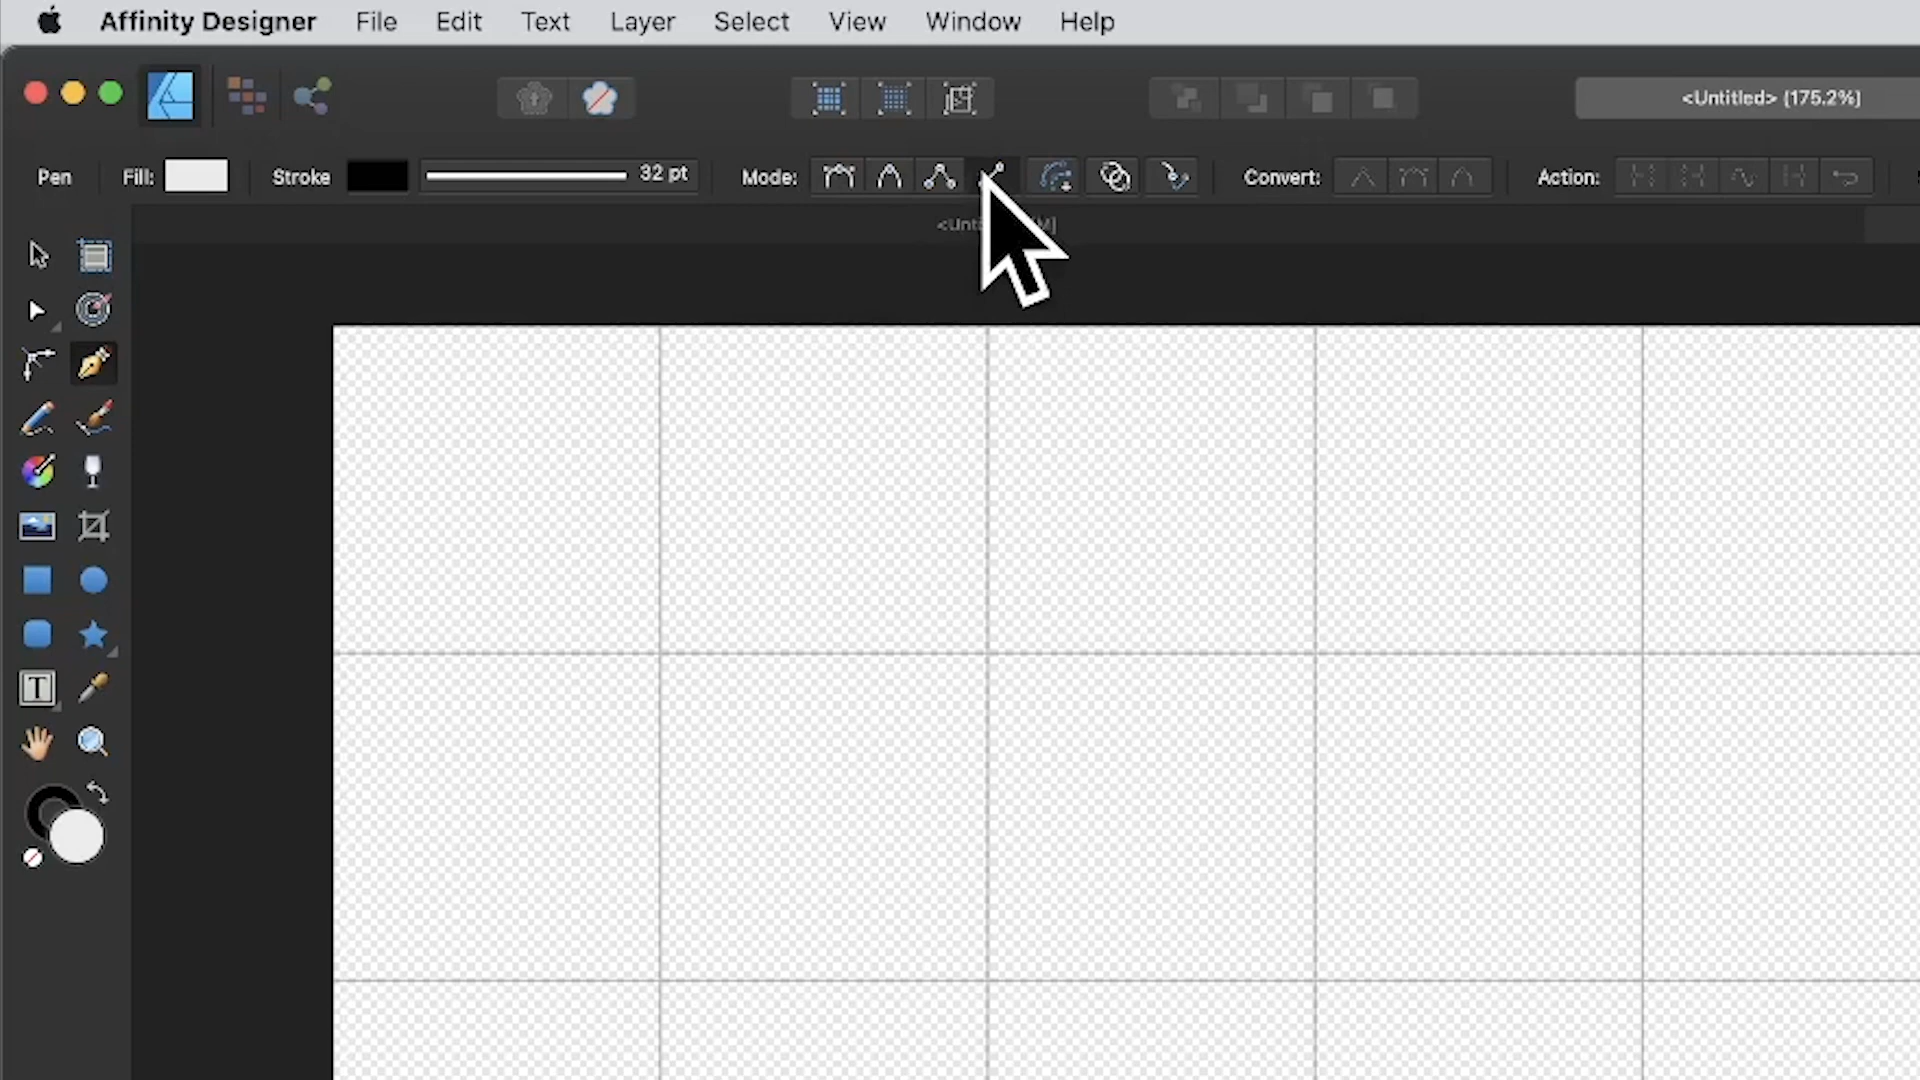 Affinity Designer File Edit Text Layer Select View Window Help
<Untitled> (175.2%)
Pen Fill: Stroke 32 pt Mode: Convert: Action:
T